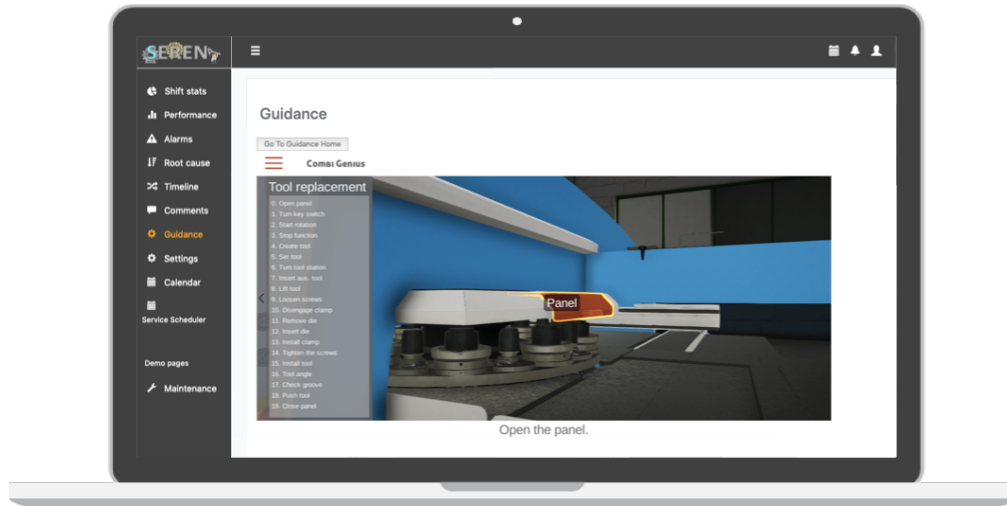 SEREN
Shift stats
Performance
Alarms
Root cause
Timeline
Comments
Guidance
Settings
Calendar
Service Scheduler
Demo pages
Maintenance
Guidance
Go To Guidance Home
Combi Genius
Tool replacement
0. Open panel
1. Turn key switch
2. Start rotation
3. Stop function
4. Create tool
5. Set tool
6. Turn tool station
7. Insert aux. tool
8. Lift tool
9. Loosen screws
10. Disengage clamp
11. Remove die
12. Insert die
13. Install clamp
14. Tighten the screws
15. Install tool
16. Tool angle
17. Check groove
18. Push tool
19. Close panel
Panel
Open the panel.